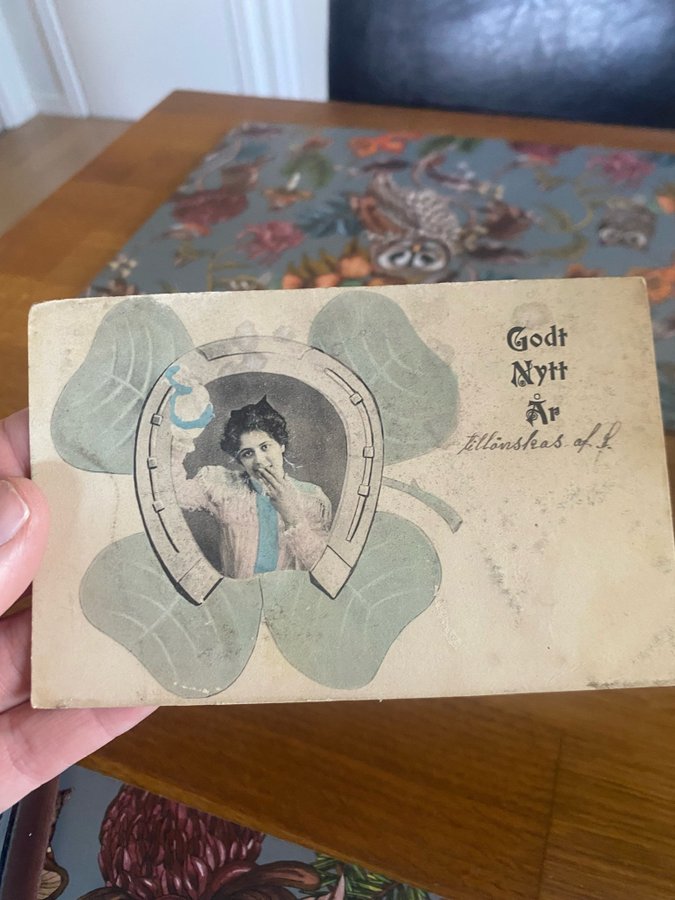 Godt
Nytt
År
tillönskas af S.